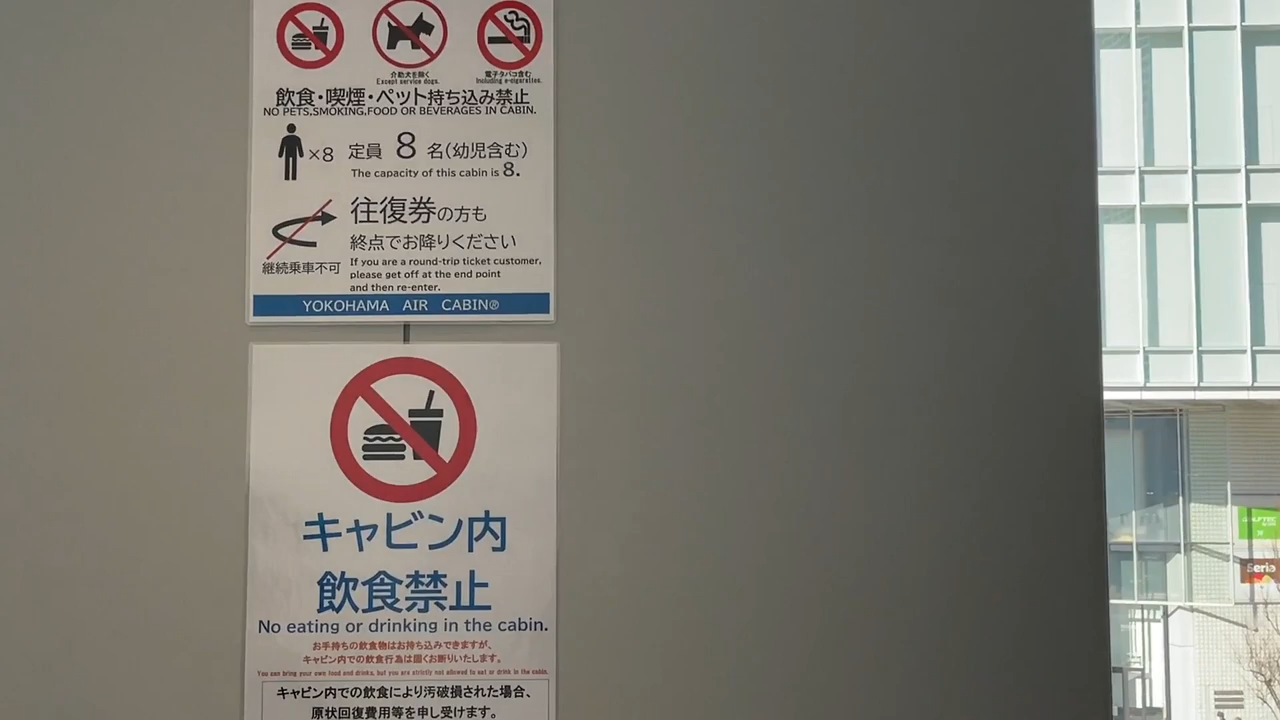 介助犬を除く
Except service dogs.
電子タバコ含む
Including e-cigarettes.
飲食・喫煙・ペット持ち込み禁止
NO PETS,SMOKING,FOOD OR BEVERAGES IN CABIN.
×8
定員 8 名(幼児含む)
The capacity of this cabin is 8.
往復券の方も
終点でお降りください
継続乗車不可
If you are a round-trip ticket customer,
please get off at the end point
and then re-enter.
YOKOHAMA AIR CABIN®
キャビン内
飲食禁止
No eating or drinking in the cabin.
お手持ちの飲食物はお持ち込みできますが、
キャビン内での飲食行為は固くお断りいたします。
You can bring your own food and drinks, but you are strictly not allowed to eat or drink in the cabin.
キャビン内での飲食により汚破損された場合、
原状回復費用等を申し受けます。
Seria